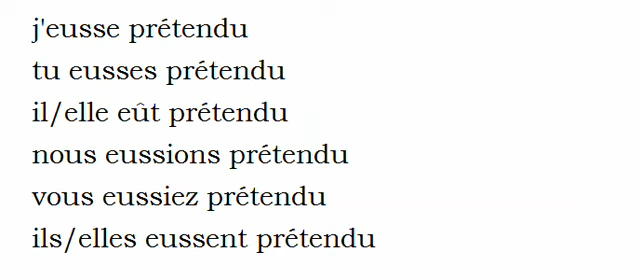 j'eusse prétendu
tu eusses prétendu
il/elle eût prétendu
nous eussions prétendu
vous eussiez prétendu
ils/elles eussent prétendu